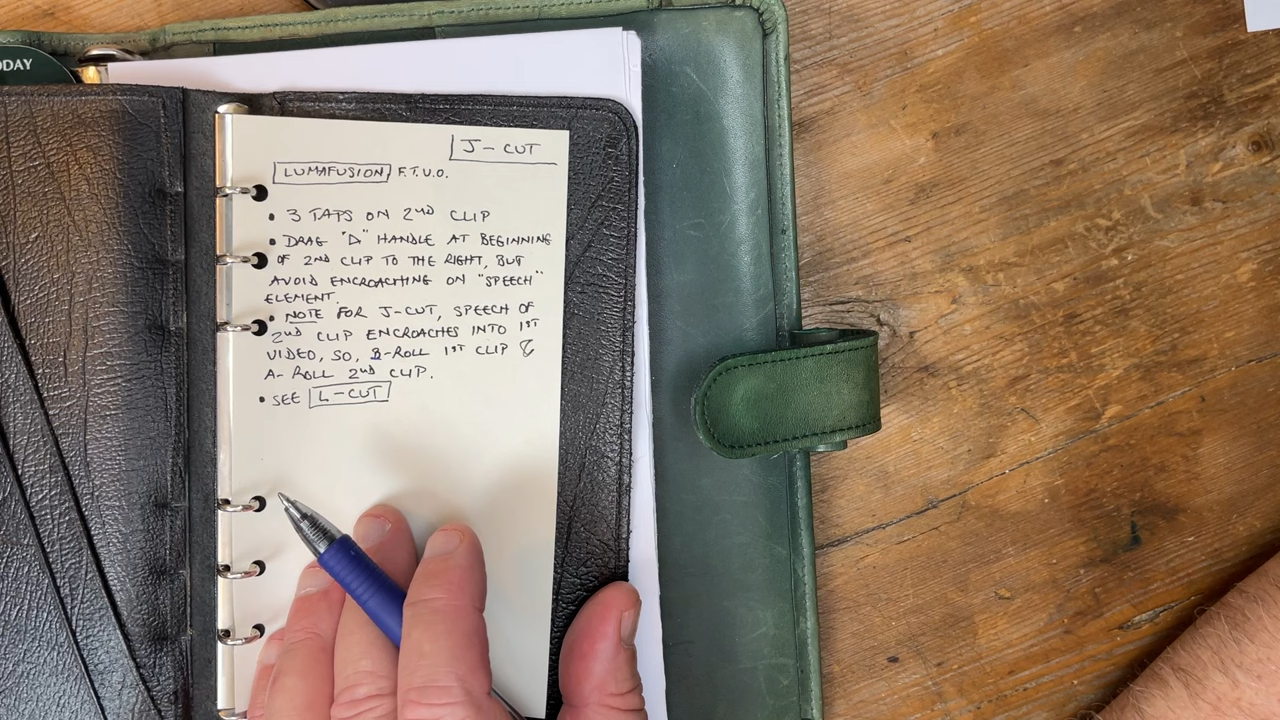 ODAY
J-CUT
LUMAFUSION F.T.V.O.
• 3 TAPS ON 2ND CLIP
• DRAG "Δ" HANDLE AT BEGINNING
OF 2ND CLIP TO THE RIGHT, BUT
AVOID ENCROACHING ON "SPEECH"
ELEMENT.
• NOTE FOR J-CUT, SPEECH OF
2ND CLIP ENCROACHES INTO 1ST
VIDEO, SO, B-ROLL 1ST CLIP &
A-ROLL 2ND CLIP.
• SEE L-CUT